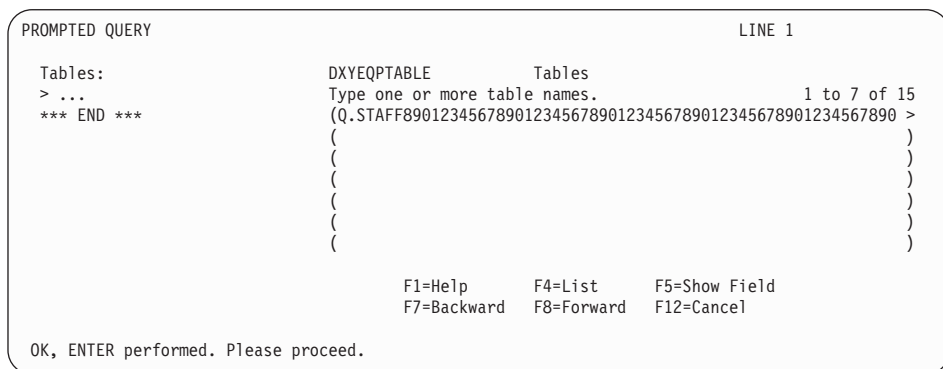 PROMPTED QUERY LINE 1
Tables: DXYEQPTABLE Tables
> ... Type one or more table names. 1 to 7 of 15
*** END *** (Q.STAFF89012345678901234567890123456789012345678901234567890 >
( )
( )
( )
( )
( )
( )
F1=Help F4=List F5=Show Field
F7=Backward F8=Forward F12=Cancel
OK, ENTER performed. Please proceed.